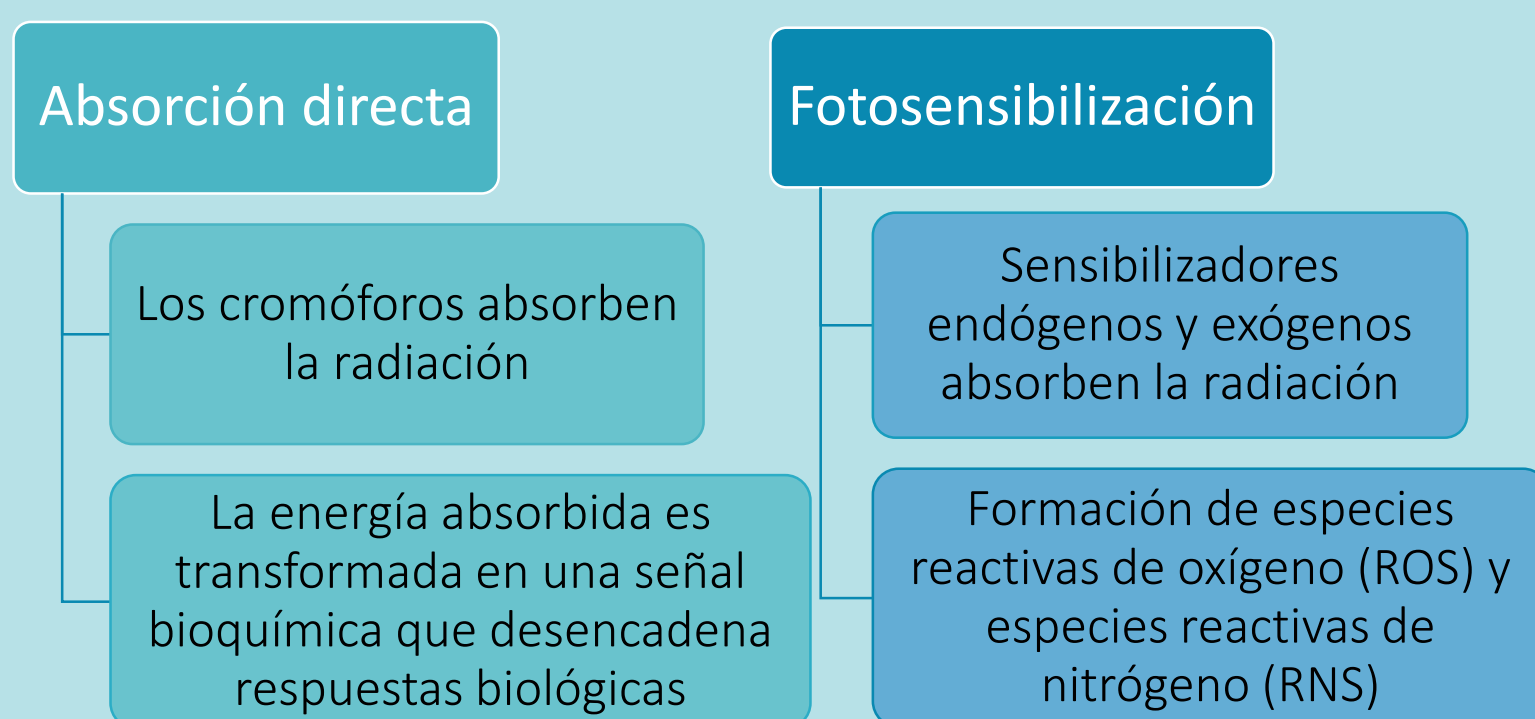 Absorción directa
Los cromóforos absorben
la radiación
La energía absorbida es
transformada en una señal
bioquímica que desencadena
respuestas biológicas
Fotosensibilización
Sensibilizadores
endógenos y exógenos
absorben la radiación
Formación de especies
reactivas de oxígeno (ROS) y
especies reactivas de
nitrógeno (RNS)